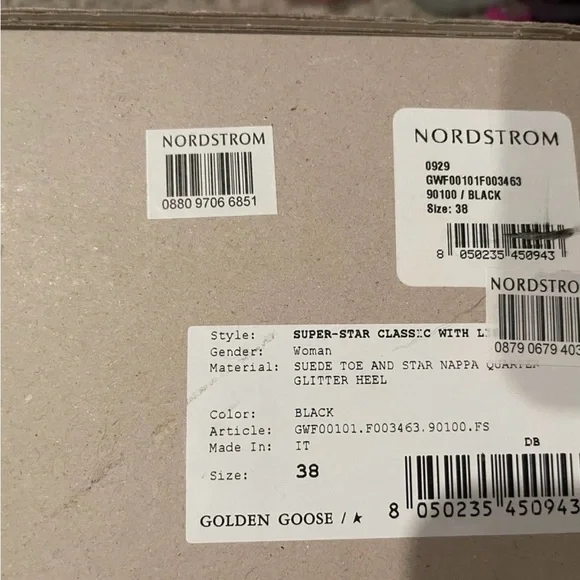 NORDSTROM
0880 9706 6851
NORDSTROM
0929
GWF00101F003463
90100 / BLACK
Size: 38
8 050235 450943
NORDSTRO
0879 0679 403
Style: SUPER-STAR CLASSIC WITH
Gender: Woman
Material: SUEDE TOE AND STAR NAPPA QUARTER
GLITTER HEEL
Color: BLACK
Article: GWF00101.F003463.90100.FS
Made In: IT
DB
Size: 38
8 050235 450943
GOLDEN GOOSE / ★